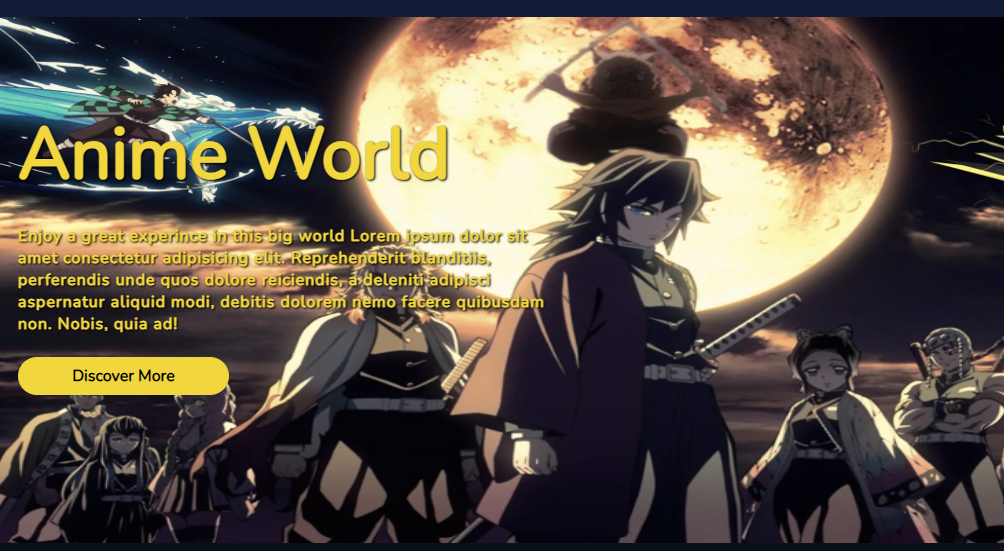 Anime World
Enjoy a great experince in this big world Lorem ipsum dolor sit
amet consectetur adipisicing elit. Reprehenderit blanditiis,
perferendis unde quos dolore reiciendis, a deleniti adipisci
aspernatur aliquid modi, debitis dolorem nemo facere quibusdam
non. Nobis, quia ad!
Discover More